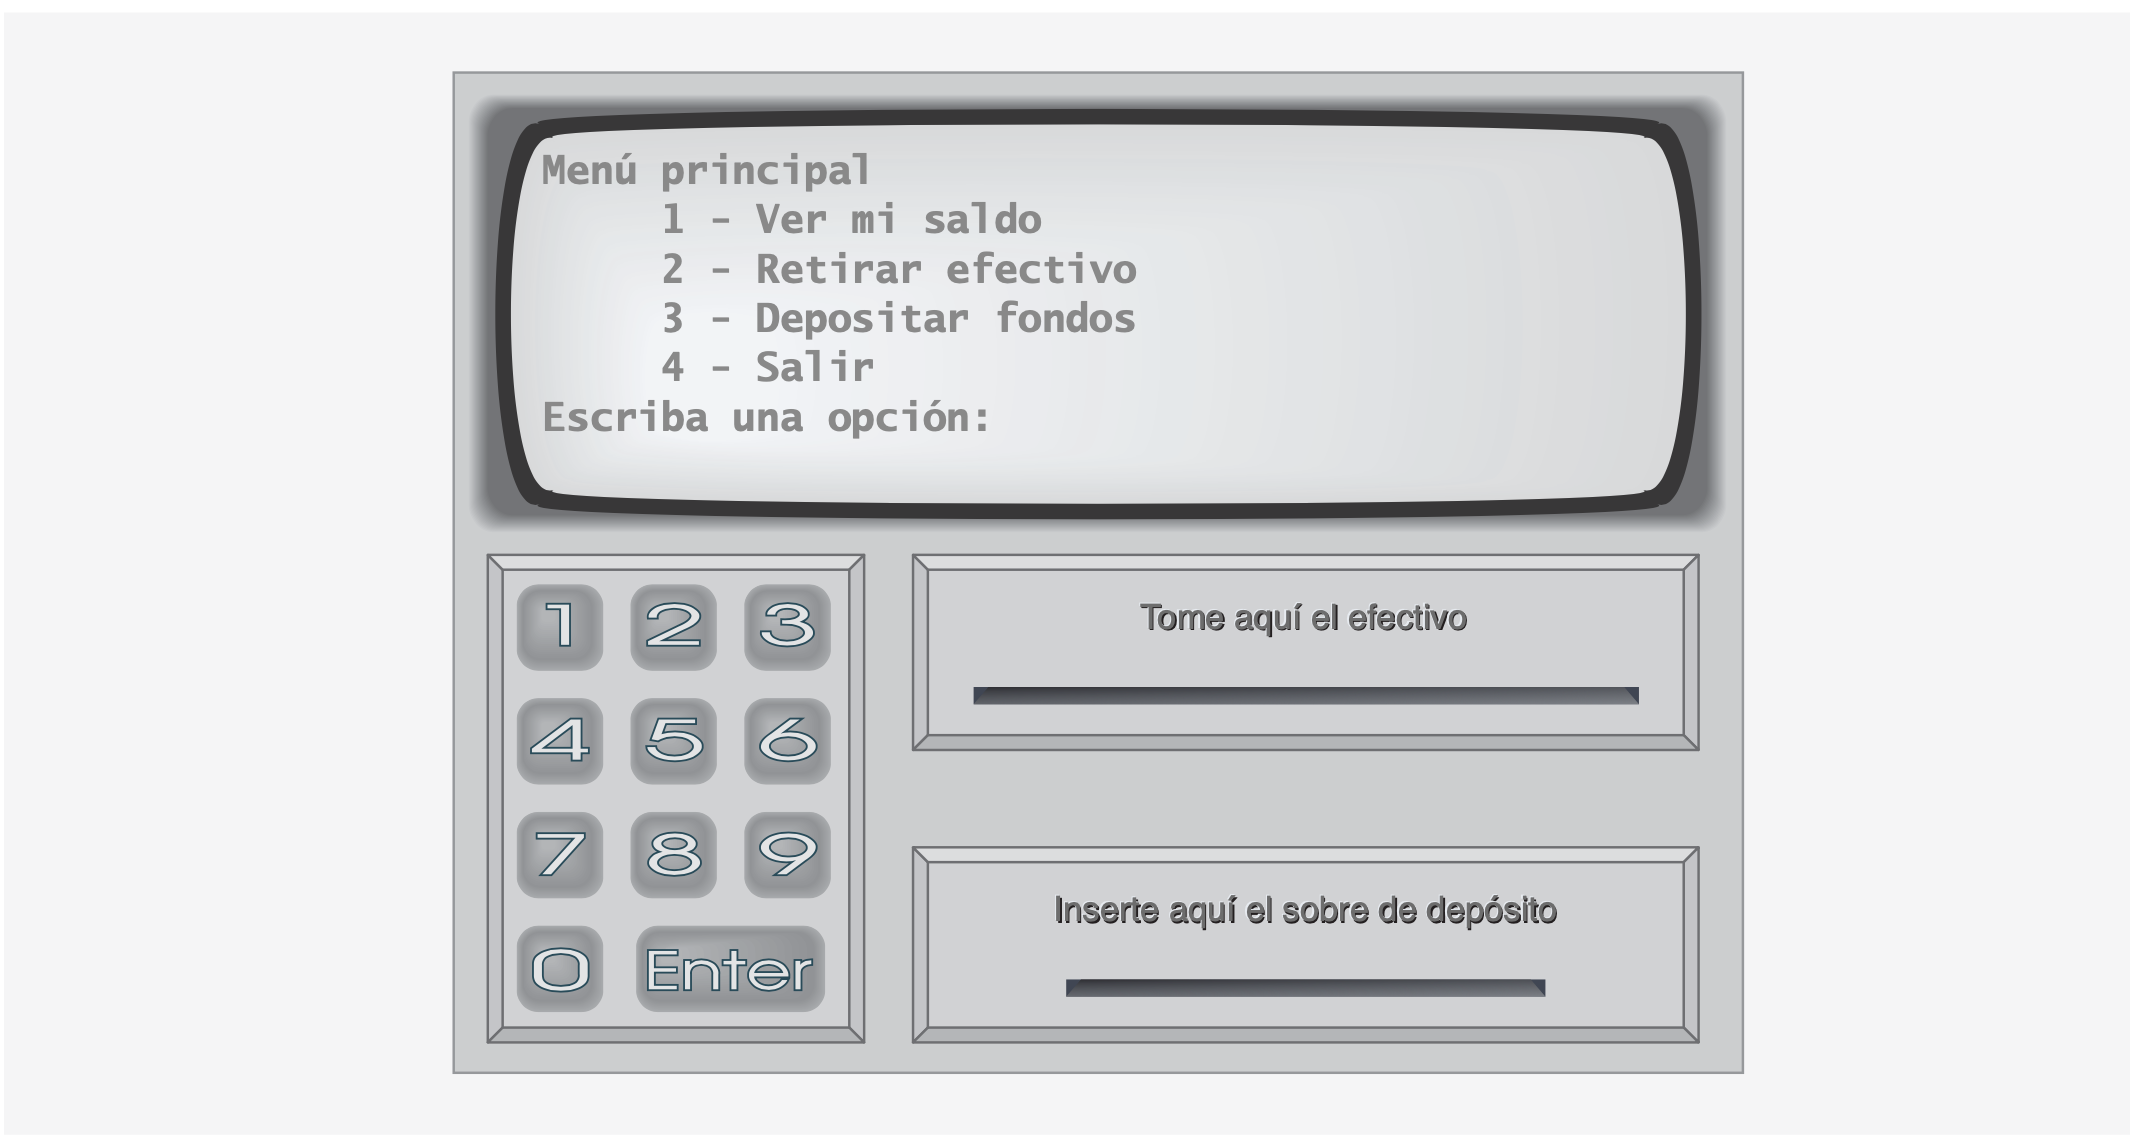 Menú principal
1 - Ver mi saldo
2 - Retirar efectivo
3 - Depositar fondos
4 - Salir
Escriba una opción:
1 2 3
4 5 6
7 8 9
0 Enter
Tome aquí el efectivo
Inserte aquí el sobre de depósito